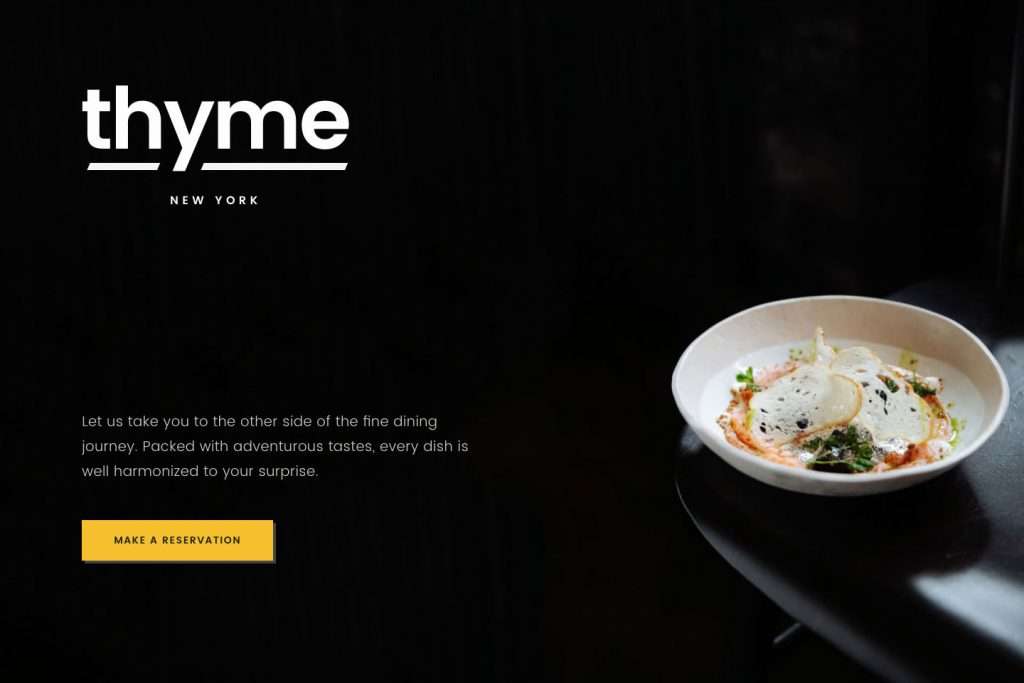 thyme
NEW YORK
Let us take you to the other side of the fine dining
journey. Packed with adventurous tastes, every dish is
well harmonized to your surprise.
MAKE A RESERVATION